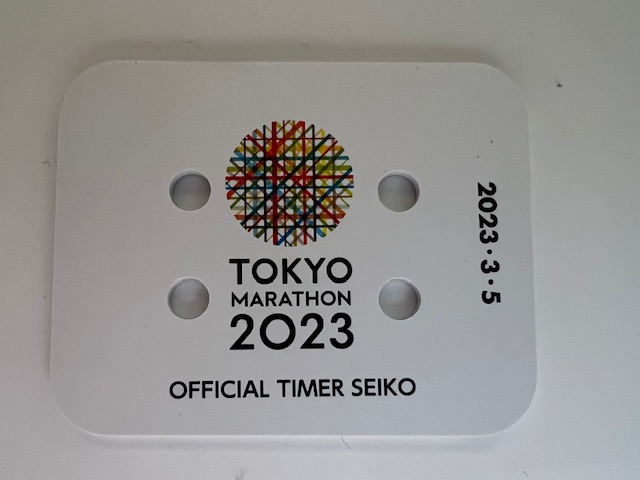 TOKYO
MARATHON
2023
OFFICIAL TIMER SEIKO
2023·3·5